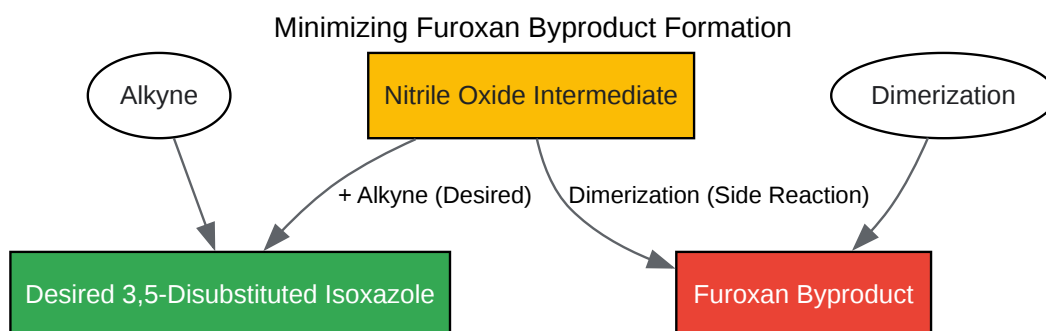 Minimizing Furoxan Byproduct Formation
Alkyne
Nitrile Oxide Intermediate
Dimerization
+ Alkyne (Desired)
Dimerization (Side Reaction)
Desired 3,5-Disubstituted Isoxazole
Furoxan Byproduct